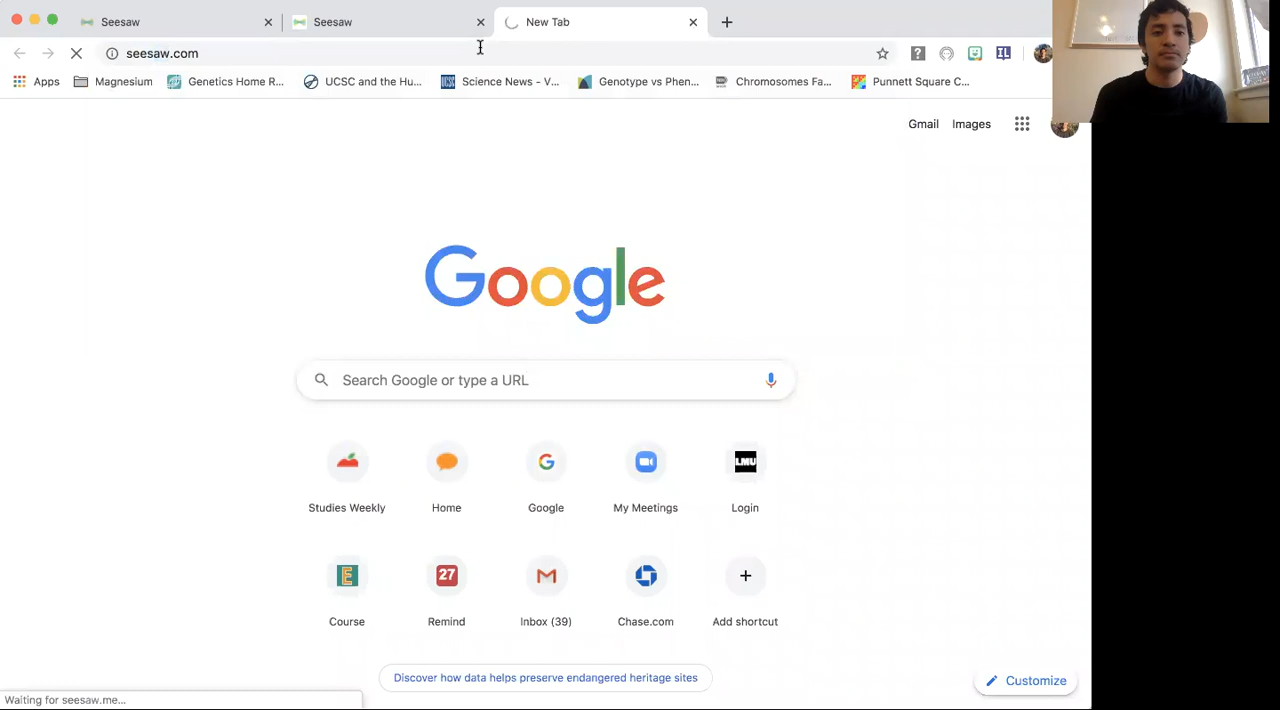 Seesaw
Seesaw
New Tab
seesaw.com
Apps
Magnesium
Genetics Home R...
UCSC and the Hu...
Science News - V...
Genotype vs Phen...
Chromosomes Fa...
Punnett Square C...
Gmail
Images
Google
Search Google or type a URL
Studies Weekly
Home
Google
LMU
My Meetings
Login
E
27
Course
Remind
Inbox (39)
Chase.com
Add shortcut
Discover how data helps preserve endangered heritage sites
Customize
Waiting for seesaw.me...